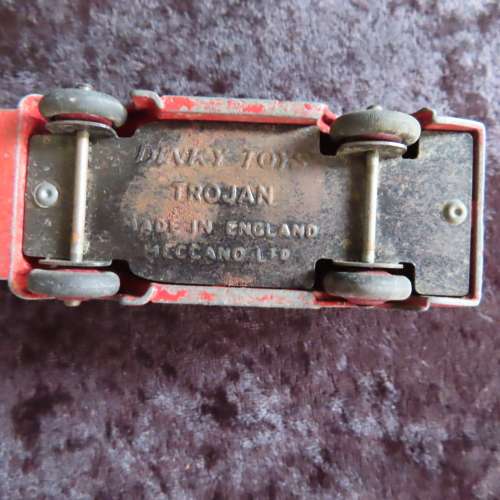 DINKY TOYS
TROJAN
MADE IN ENGLAND
MECCANO LTD